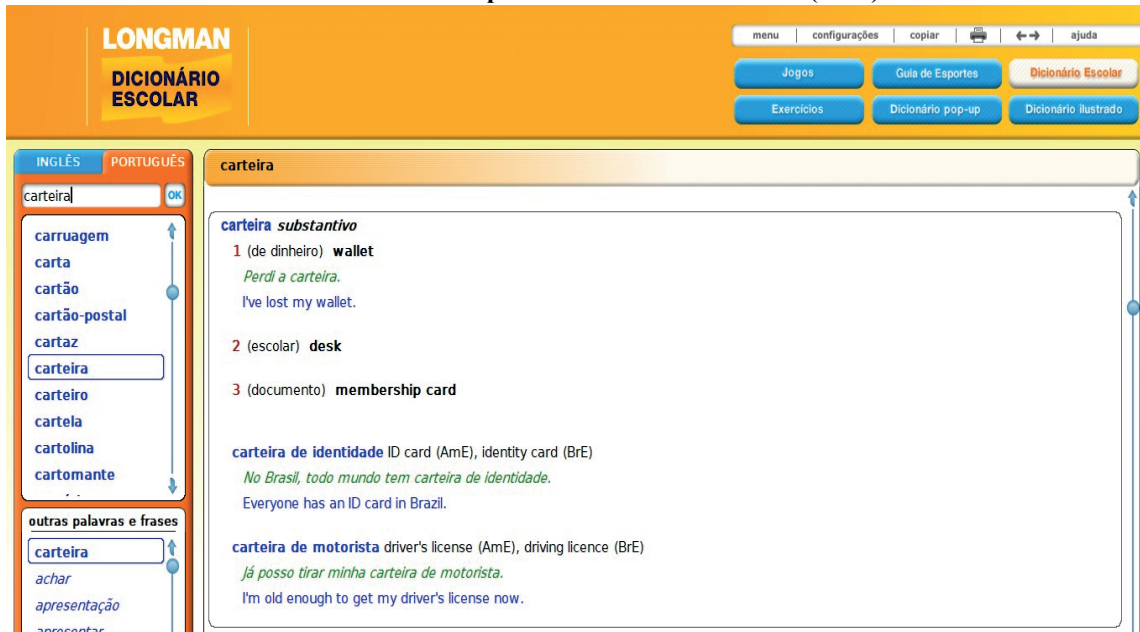 LONGMAN
DICIONÁRIO
ESCOLAR
menu | configurações | copiar | | ←→ | ajuda
Jogos
Guia de Esportes
Dicionário Escolar
Exercícios
Dicionário pop-up
Dicionário ilustrado
INGLÊS PORTUGUÊS
carteira OK
carruagem
carta
cartão
cartão-postal
cartaz
carteira
carteiro
cartela
cartolina
cartomante
outras palavras e frases
carteira
achar
apresentação
apresentar
carteira
carteira substantivo
1 (de dinheiro) wallet
Perdi a carteira.
I've lost my wallet.
2 (escolar) desk
3 (documento) membership card
carteira de identidade ID card (AmE), identity card (BrE)
No Brasil, todo mundo tem carteira de identidade.
Everyone has an ID card in Brazil.
carteira de motorista driver's license (AmE), driving licence (BrE)
Já posso tirar minha carteira de motorista.
I'm old enough to get my driver's license now.